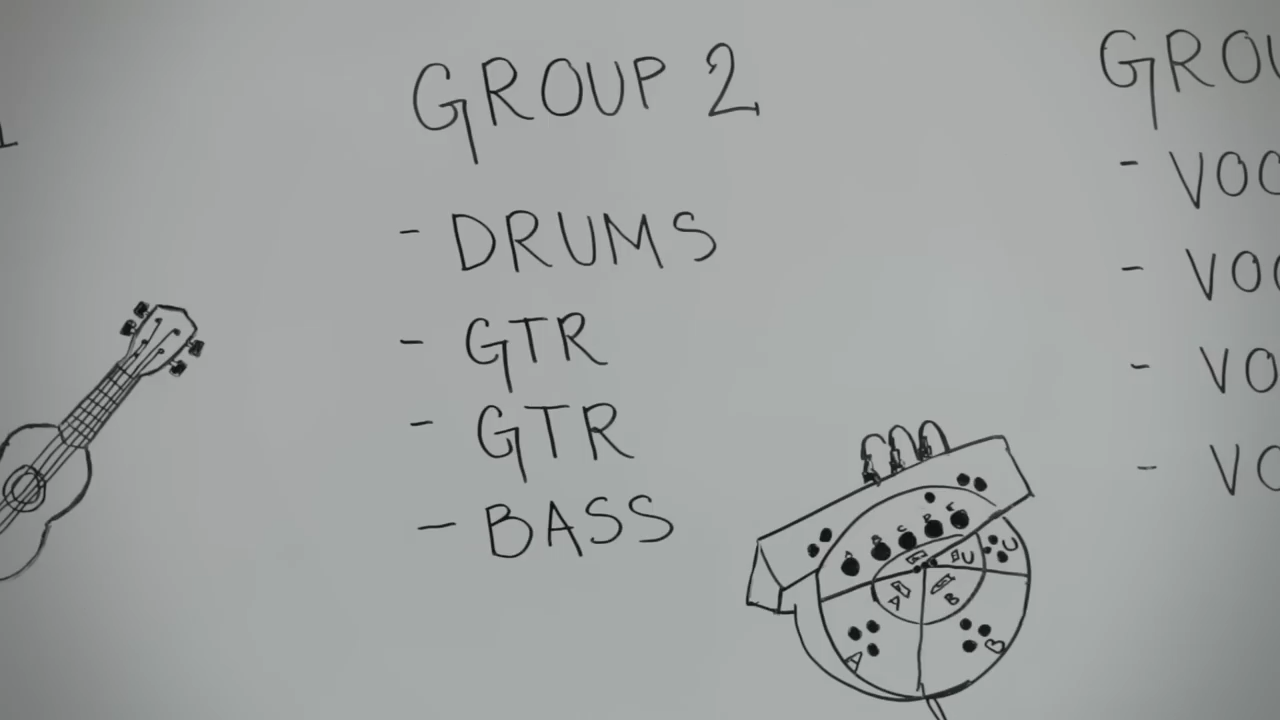 GROUP 2
- DRUMS
- GTR
- GTR
- BASS
A B C D E
U U
A B
A B